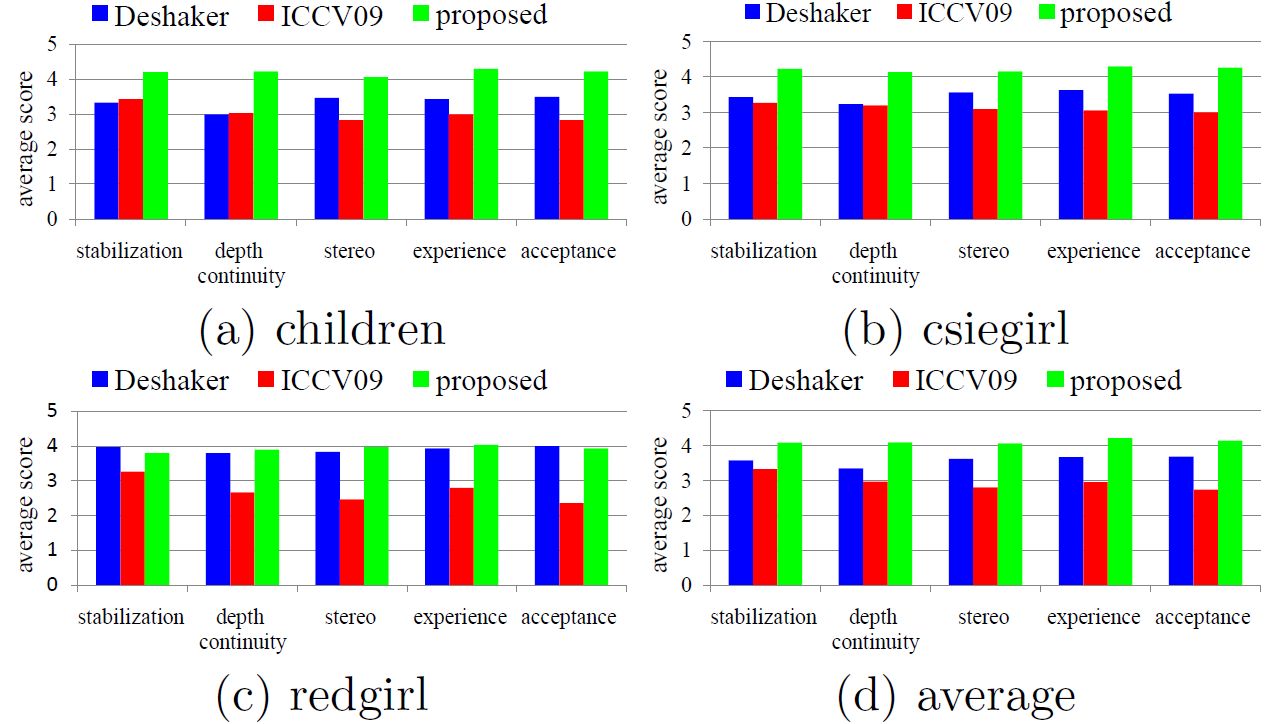 Deshaker ICCV09 proposed
average score
5
4
3
2
1
0
stabilization depth continuity stereo experience acceptance
(a) children
Deshaker ICCV09 proposed
average score
5
4
3
2
1
0
stabilization depth continuity stereo experience acceptance
(b) csiegirl
Deshaker ICCV09 proposed
average score
5
4
3
2
1
0
stabilization depth continuity stereo experience acceptance
(c) redgirl
Deshaker ICCV09 proposed
average score
5
4
3
2
1
0
stabilization depth continuity stereo experience acceptance
(d) average